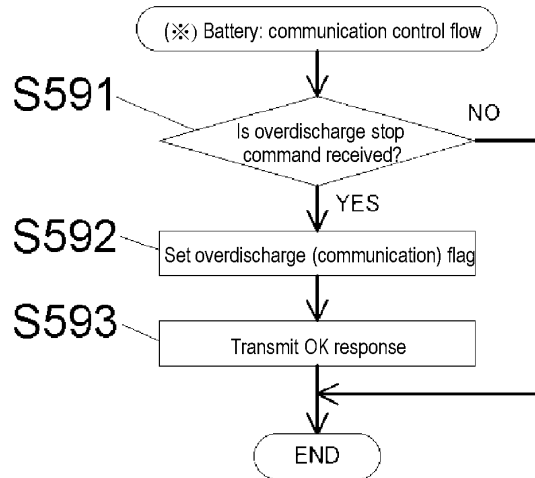 (※) Battery: communication control flow
S591
NO
Is overdischarge stop
command received?
YES
S592
Set overdischarge (communication) flag
S593
Transmit OK response
END